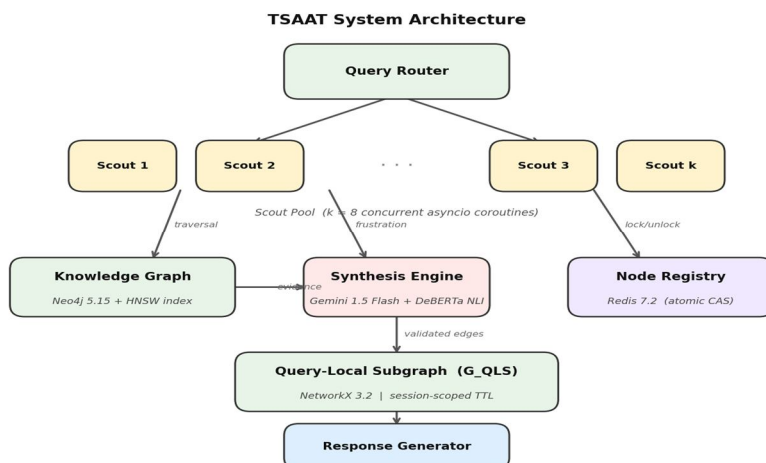 TSAAT System Architecture
Query Router
Scout 1
Scout 2
. . .
Scout 3
Scout k
Scout Pool (k = 8 concurrent asyncio coroutines)
traversal
frustration
lock/unlock
Knowledge Graph
Neo4j 5.15 + HNSW index
evidence
Synthesis Engine
Gemini 1.5 Flash + DeBERTa NLI
Node Registry
Redis 7.2 (atomic CAS)
validated edges
Query-Local Subgraph (G_QLS)
NetworkX 3.2 | session-scoped TTL
Response Generator